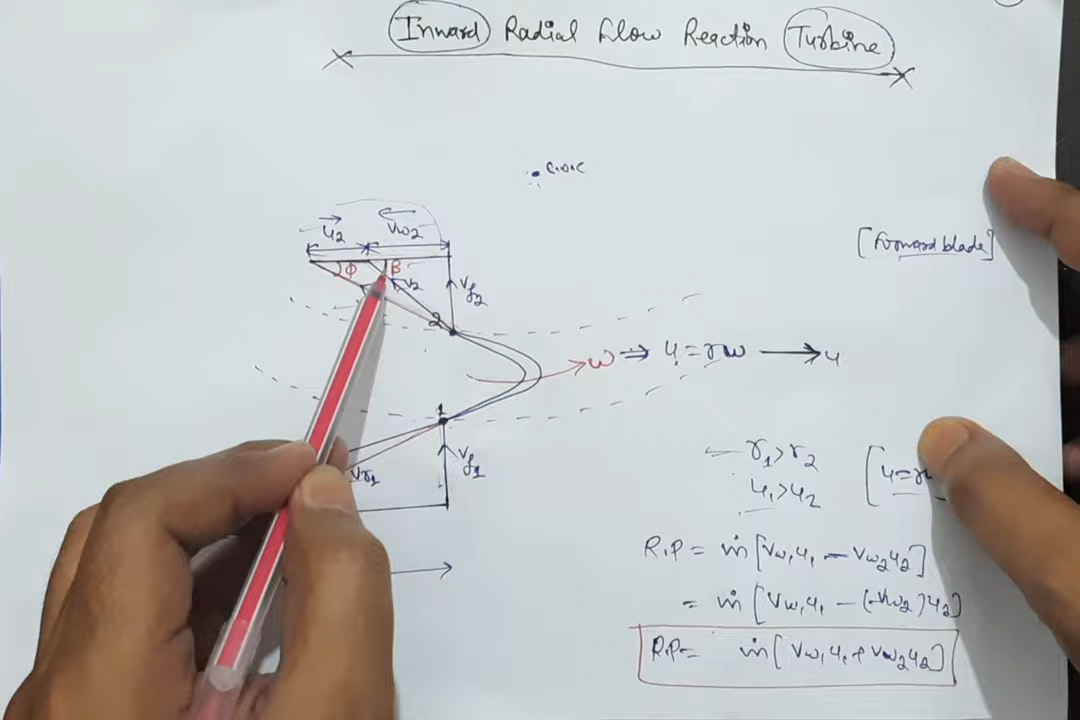 Inward Radial Flow Reaction Turbine
C.O.C
u2 Vw2
[Forward blade]
φ β V2 Vf2
2
ω ⇒ u = rω → u
1
Vr1 Vf1
r1 > r2
u1 > u2
R.P = ṁ [Vw1u1 - Vw2u2]
= ṁ [Vw1u1 - (-Vw2)u2]
R.P = ṁ [Vw1u1 + Vw2u2]